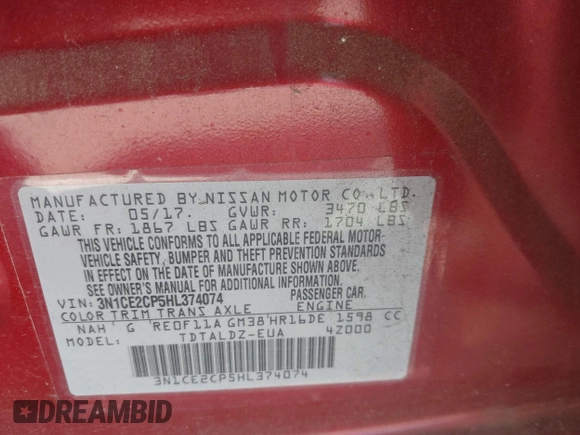 MANUFACTURED BY NISSAN MOTOR CO., LTD.
DATE: 05/17. GVWR: 3470 LBS
GAWR FR: 1867 LBS GAWR RR: 1704 LBS
THIS VEHICLE CONFORMS TO ALL APPLICABLE FEDERAL MOTOR-
VEHICLE SAFETY, BUMPER AND THEFT PREVENTION STANDARDS
IN EFFECT ON THE DATE OF MANUFACTURE SHOWN ABOVE.
SEE OWNER'S MANUAL FOR ADDITIONAL INFORMATION.
VIN: 3N1CE2CP5HL374074 PASSENGER CAR.
COLOR TRIM TRANS AXLE ENGINE
NAH G RE0F11A GM38 HR16DE 1598 CC
MODEL: TDTALDZ-EUA 4Z000
3N1CE2CP5HL374074
DREAMBID